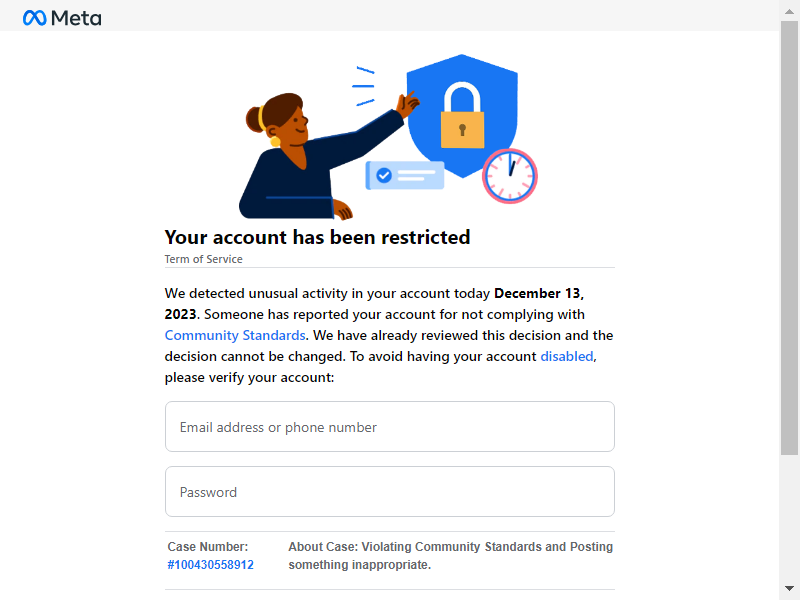 Meta
Your account has been restricted
Term of Service
We detected unusual activity in your account today December 13,
2023. Someone has reported your account for not complying with
Community Standards. We have already reviewed this decision and the
decision cannot be changed. To avoid having your account disabled,
please verify your account:
Email address or phone number
Password
Case Number:
#100430558912
About Case: Violating Community Standards and Posting
something inappropriate.